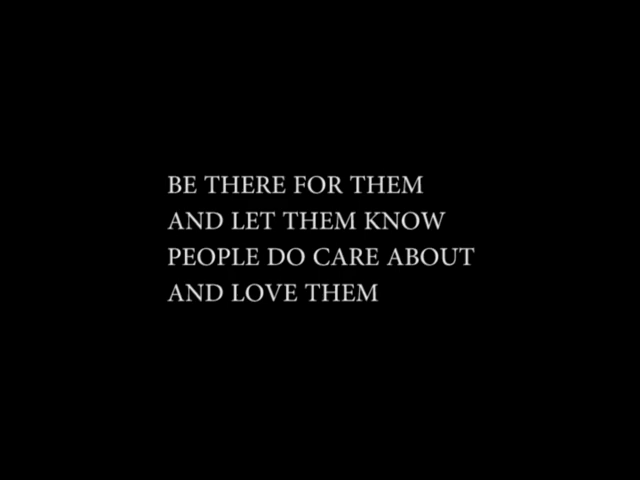 BE THERE FOR THEM
AND LET THEM KNOW
PEOPLE DO CARE ABOUT
AND LOVE THEM